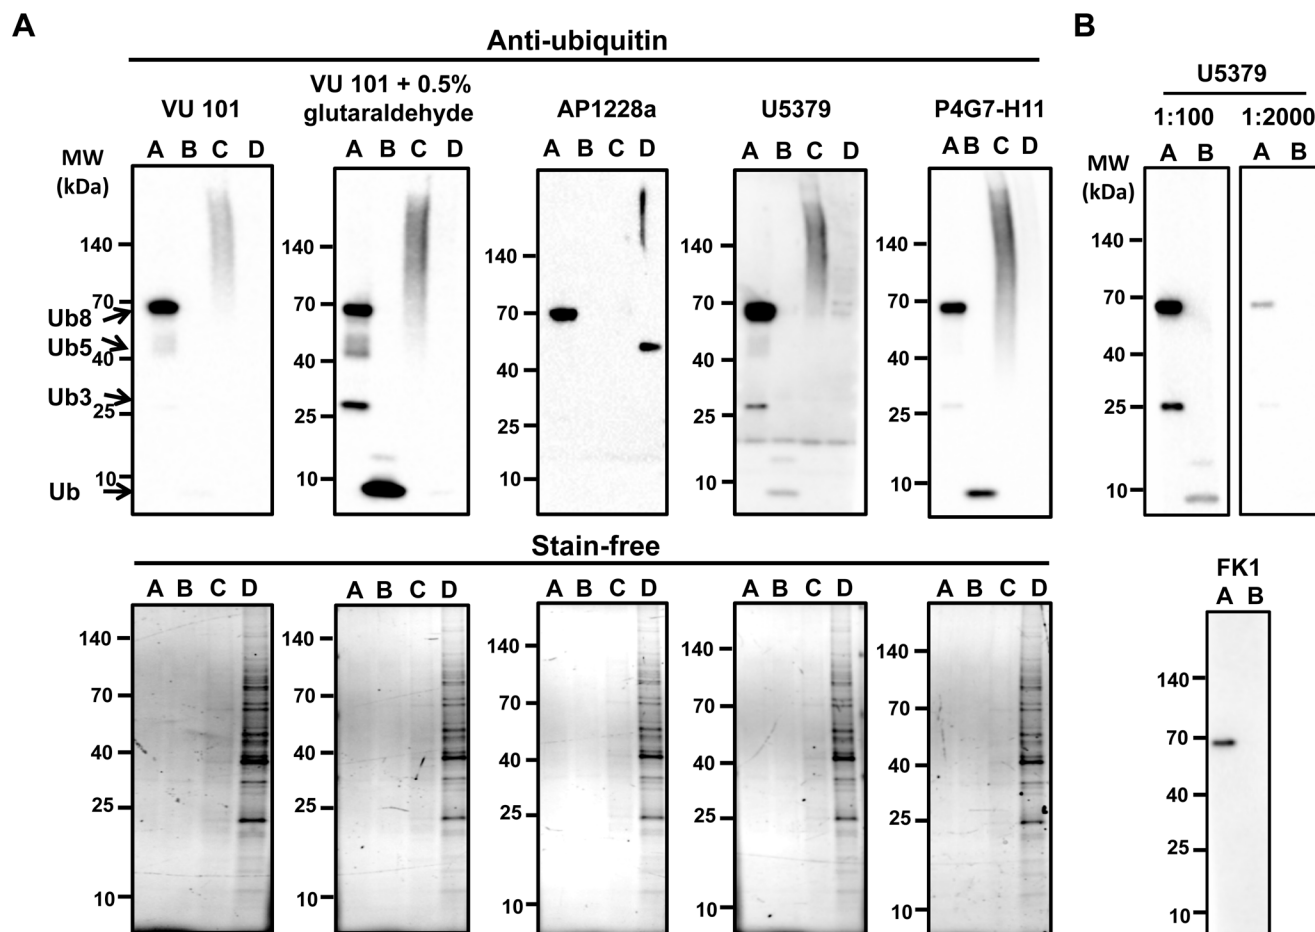 A
B
Anti-ubiquitin
VU 101
VU 101 + 0.5%
glutaraldehyde
AP1228a
U5379
P4G7-H11
U5379
1:100 1:2000
MW
(kDa)
A B C D
A B C D
A B C D
A B C D
A B C D
MW
(kDa)
A B
A B
140
70
Ub8
Ub5
40
Ub3
25
10
Ub
140
70
40
25
10
140
70
40
25
10
140
70
40
25
10
140
70
40
25
10
140
70
40
25
10
Stain-free
A B C D
A B C D
A B C D
A B C D
A B C D
140
70
40
25
10
140
70
40
25
10
140
70
40
25
10
140
70
40
25
10
140
70
40
25
10
FK1
A B
140
70
40
25
10